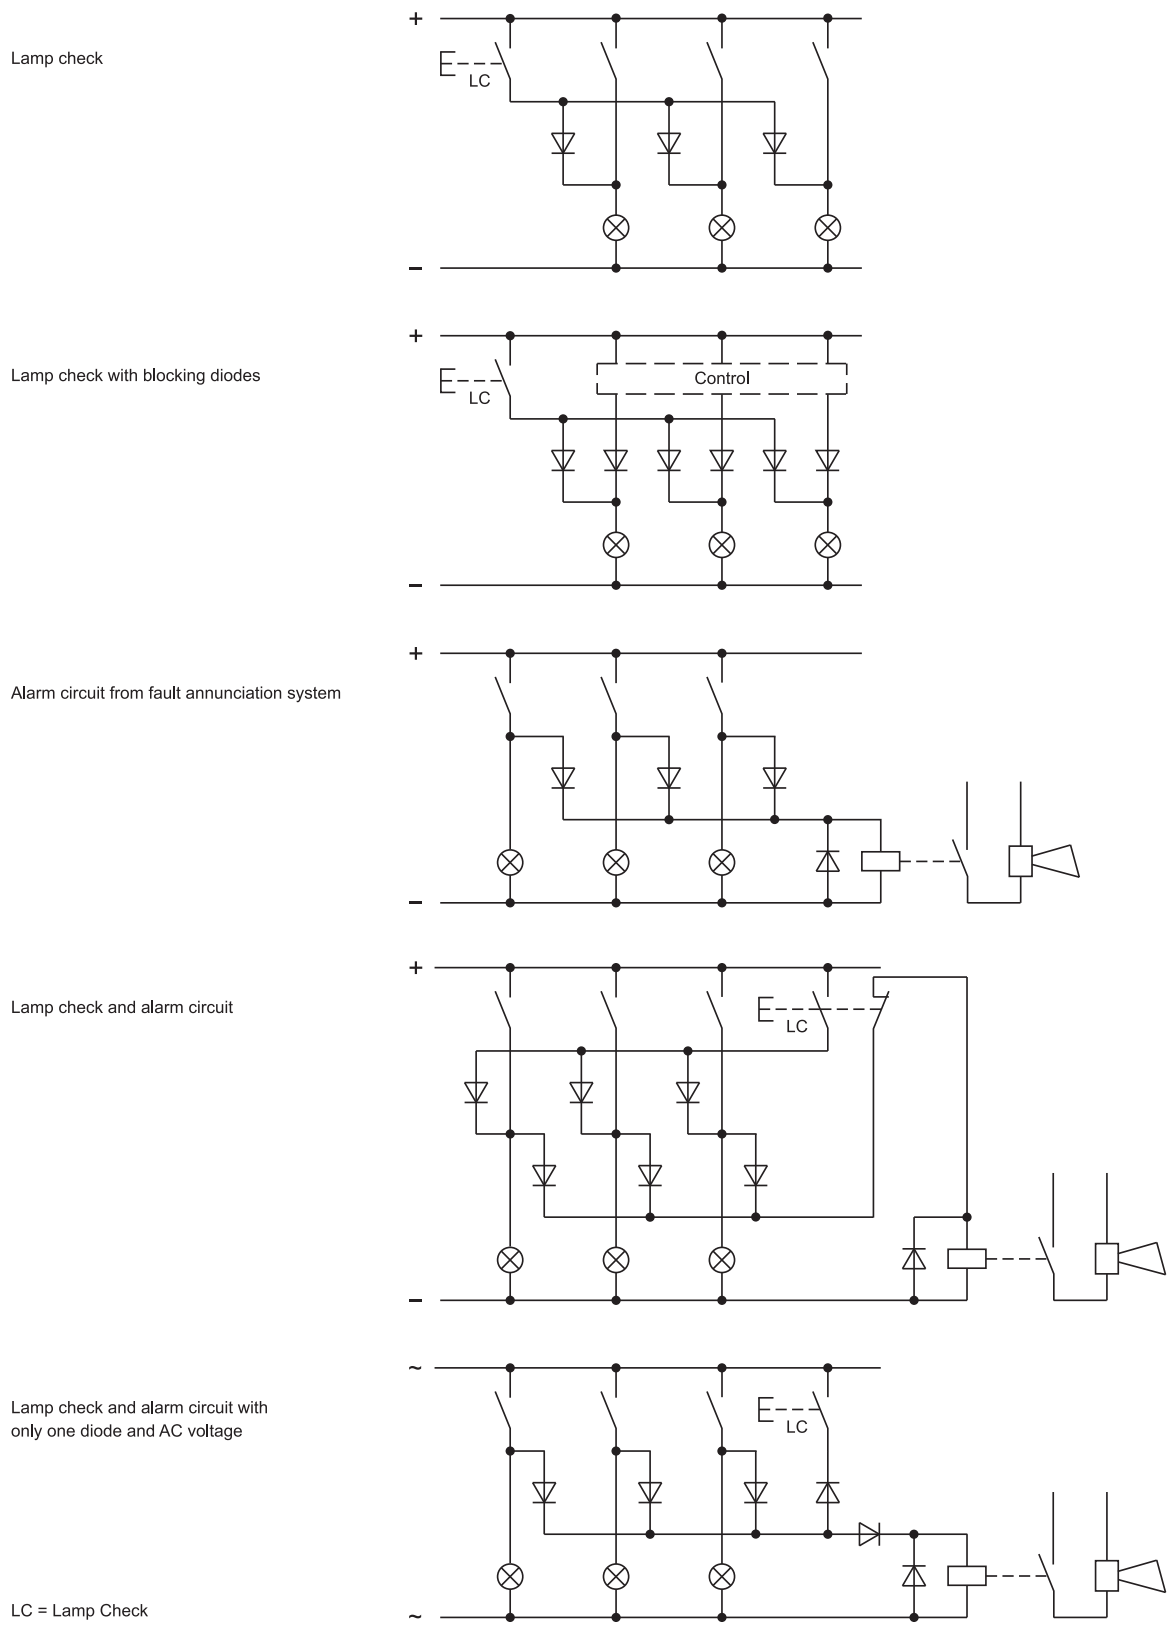 +
Lamp check
LC
−
+
Lamp check with blocking diodes
Control
LC
−
+
Alarm circuit from fault annunciation system
−
+
Lamp check and alarm circuit
LC
−
~
Lamp check and alarm circuit with
only one diode and AC voltage
LC
LC = Lamp Check
~